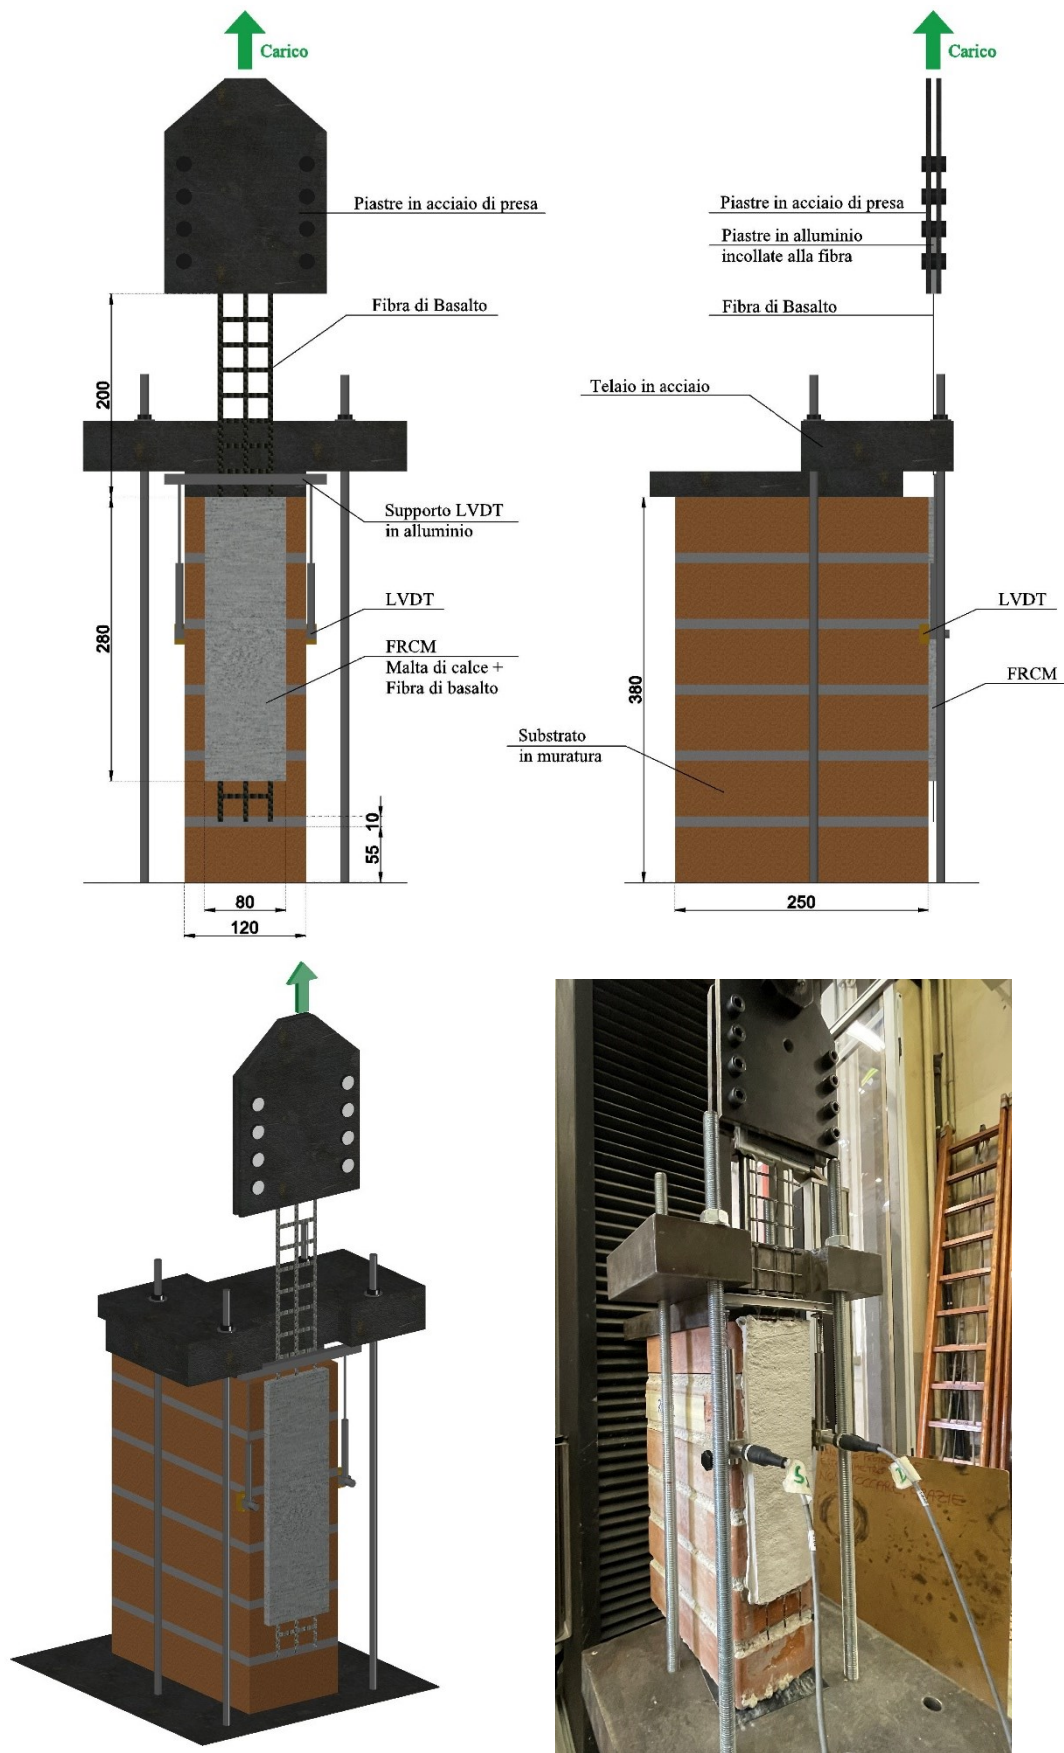 Carico
Piastre in acciaio di presa
Fibra di Basalto
200
Supporto LVDT
in alluminio
LVDT
280
FRCM
Malta di calce +
Fibra di basalto
10
55
80
120
Carico
Piastre in acciaio di presa
Piastre in alluminio
incollate alla fibra
Fibra di Basalto
Telaio in acciaio
LVDT
FRCM
380
Substrato
in muratura
250